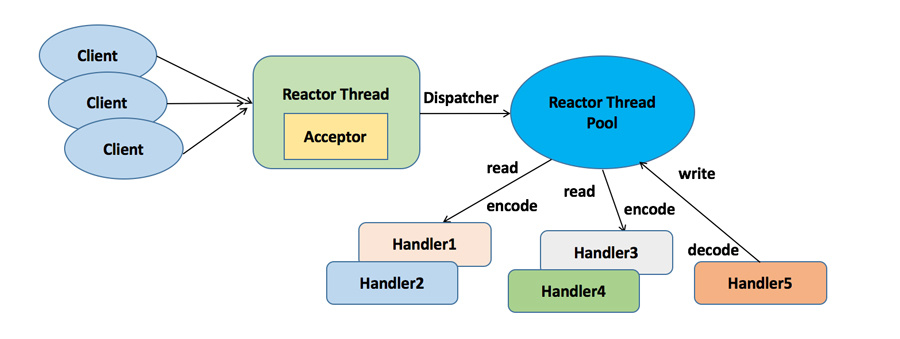 Client
Client
Client
Reactor Thread
Acceptor
Dispatcher
Reactor Thread
Pool
read
encode
read
encode
write
decode
Handler1
Handler2
Handler3
Handler4
Handler5